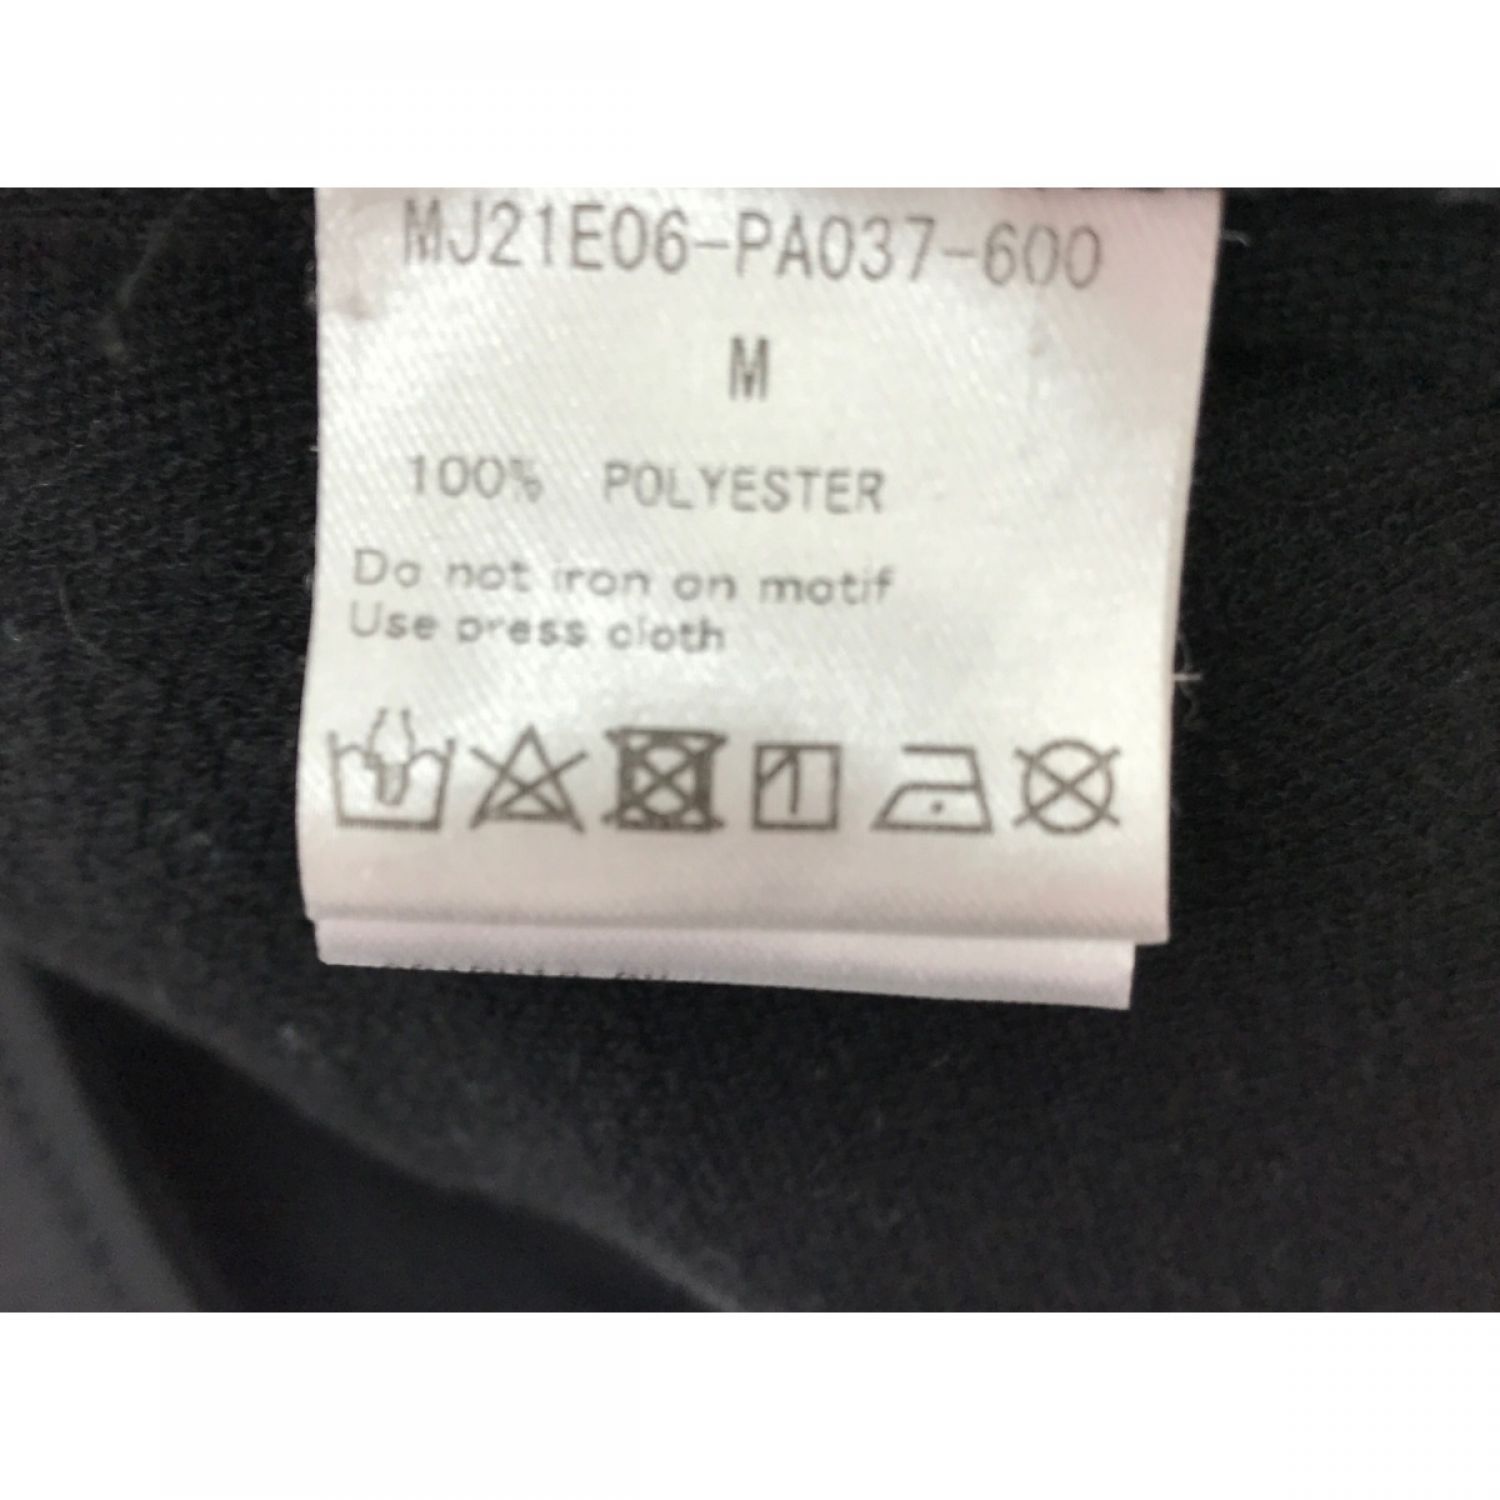 MJ21E06-PA037-600
M
100% POLYESTER
Do not iron on motif
Use press cloth